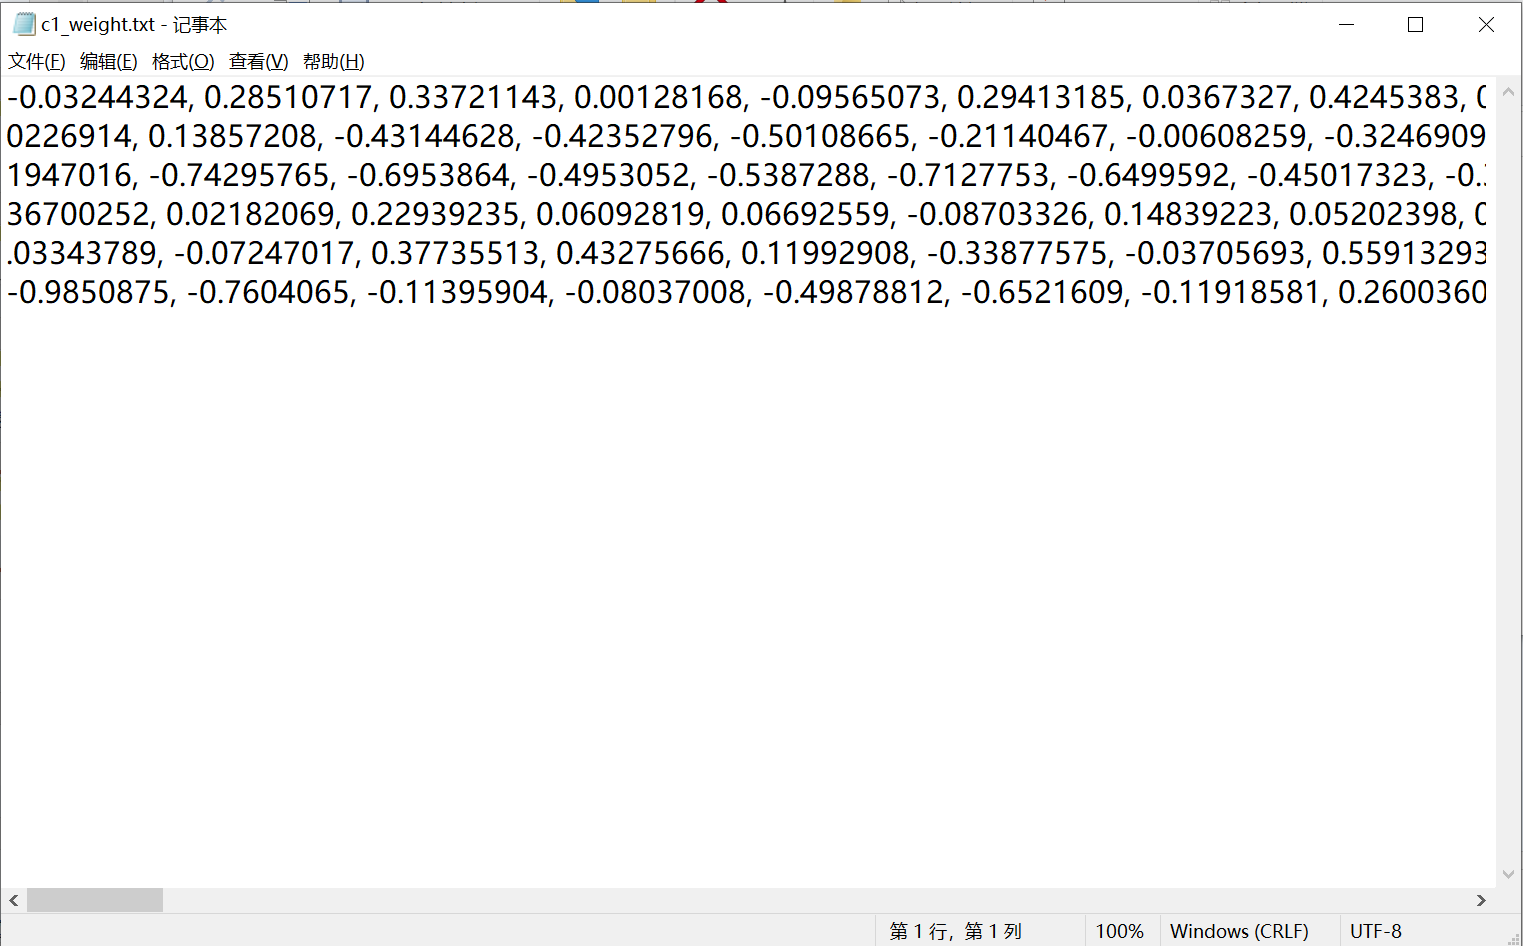 c1_weight.txt - 记事本
文件(F) 编辑(E) 格式(O) 查看(V) 帮助(H)
-0.03244324, 0.28510717, 0.33721143, 0.00128168, -0.09565073, 0.29413185, 0.0367327, 0.4245383,
0226914, 0.13857208, -0.43144628, -0.42352796, -0.50108665, -0.21140467, -0.00608259, -0.3246909
1947016, -0.74295765, -0.6953864, -0.4953052, -0.5387288, -0.7127753, -0.6499592, -0.45017323,
36700252, 0.02182069, 0.22939235, 0.06092819, 0.06692559, -0.08703326, 0.14839223, 0.05202398,
.03343789, -0.07247017, 0.37735513, 0.43275666, 0.11992908, -0.33877575, -0.03705693, 0.55913293
-0.9850875, -0.7604065, -0.11395904, -0.08037008, -0.49878812, -0.6521609, -0.11918581, 0.2600360
第 1 行，第 1 列 100% Windows (CRLF) UTF-8